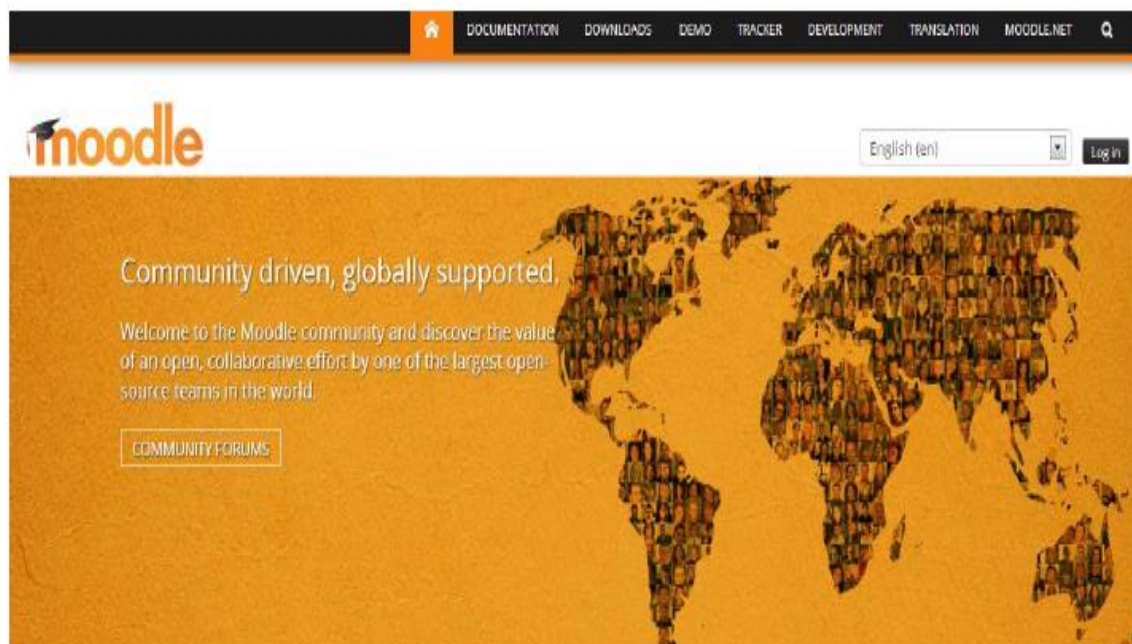 DOCUMENTATION DOWNLOADS DEMO TRACKER DEVELOPMENT TRANSLATION MOODLE.NET
moodle
English (en)
Log in
Community driven, globally supported.
Welcome to the Moodle community and discover the value
of an open, collaborative effort by one of the largest open-
source teams in the world.
COMMUNITY FORUMS